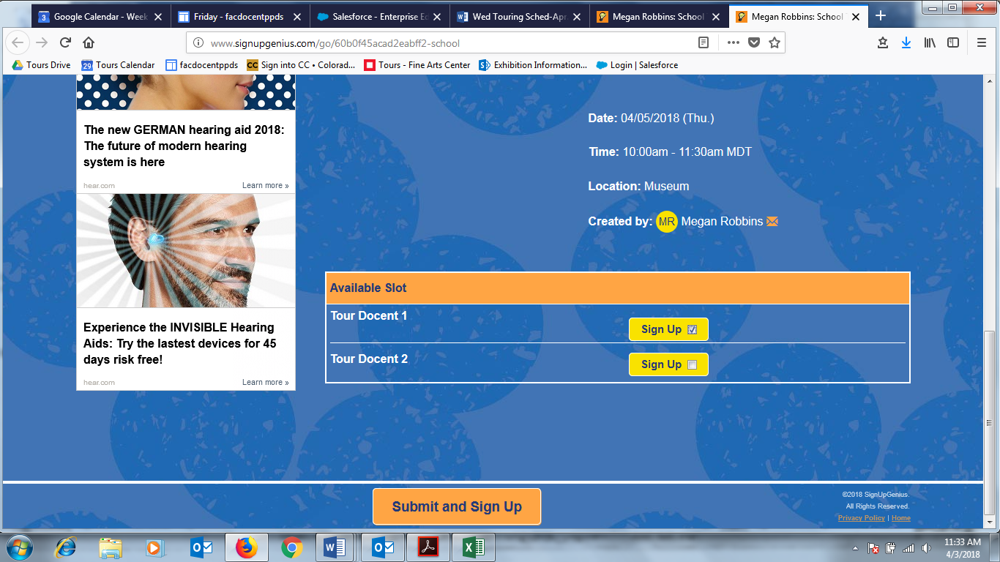 Google Calendar - Week
Friday - facdocentppds
Salesforce - Enterprise Ed
Wed Touring Sched-Apr
Megan Robbins: School
Megan Robbins: School
www.signupgenius.com/go/60b0f45acad2eabff2-school
Tours Drive
Tours Calendar
facdocentppds
Sign into CC • Colorad...
Tours - Fine Arts Center
Exhibition Information...
Login | Salesforce
The new GERMAN hearing aid 2018:
The future of modern hearing
system is here
hear.com
Learn more »
Experience the INVISIBLE Hearing
Aids: Try the lastest devices for 45
days risk free!
hear.com
Learn more »
Date: 04/05/2018 (Thu.)
Time: 10:00am - 11:30am MDT
Location: Museum
Created by: MR Megan Robbins
Available Slot
Tour Docent 1
Sign Up
Tour Docent 2
Sign Up
Submit and Sign Up
©2018 SignUpGenius.
All Rights Reserved.
Privacy Policy | Home
11:33 AM
4/3/2018